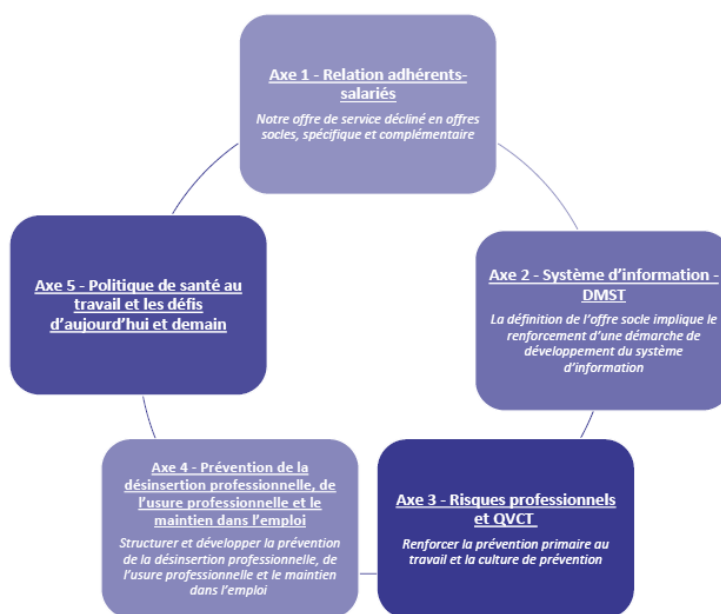 Axe 1 - Relation adhérents-
salariés
Notre offre de service décliné en offres
socles, spécifique et complémentaire
Axe 2 - Système d'information -
DMST
La définition de l'offre socle implique le
renforcement d'une démarche de
développement du système
d'information
Axe 3 - Risques professionnels
et QVCT
Renforcer la prévention primaire au
travail et la culture de prévention
Axe 4 - Prévention de la
désinsertion professionnelle, de
l'usure professionnelle et le
maintien dans l'emploi
Structurer et développer la prévention
de la désinsertion professionnelle, de
l'usure professionnelle et le maintien
dans l'emploi
Axe 5 - Politique de santé au
travail et les défis
d'aujourd'hui et demain